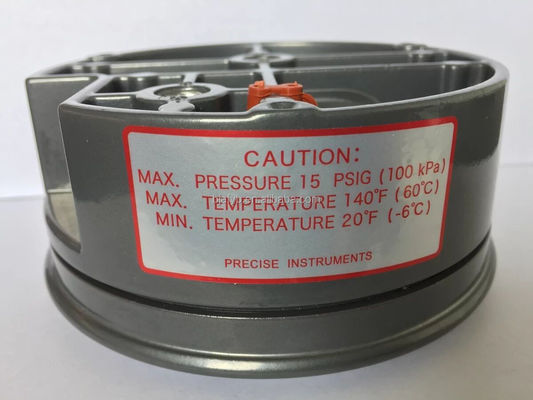 CAUTION:
MAX. PRESSURE 15 PSIG (100 kPa)
MAX. TEMPERATURE 140°F (60°C)
MIN. TEMPERATURE 20°F (-6°C)
PRECISE INSTRUMENTS